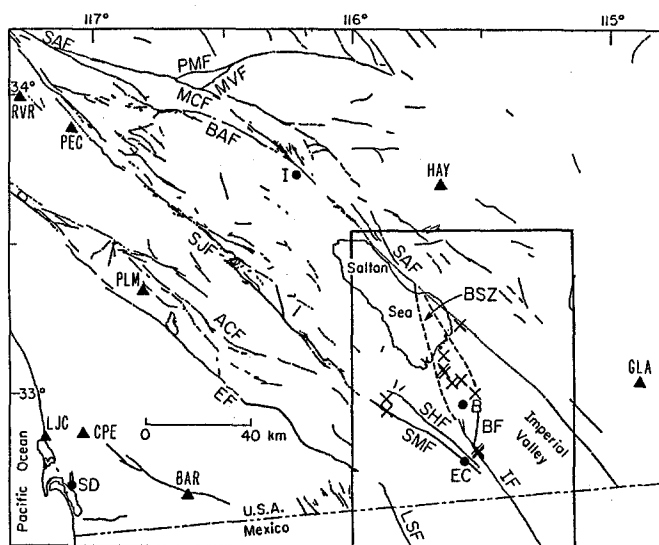 117°
116°
115°
34°
SAF
PMF
MVF
MCF
RVR
PEC
BAF
I
HAY
SJF
SAF
Salton
Sea
BSZ
PLM
ACF
GLA
33°
EF
B
SHF
BF
SMF
Imperial
Valley
LJC
CPE
0 40 km
EC
IF
Pacific Ocean
SD
BAR
U.S.A.
Mexico
LSF